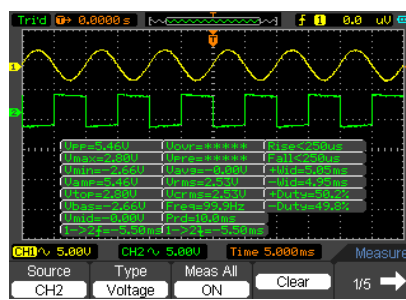 Tri'd 0.0000s 1 0.0 uV
1
2
Vpp=5.46V Vovr=***** Rise<250us
Vmax=2.80V Vpre=***** Fall<250us
Vmin=-2.66V Vavg=-0.00V +Wid=5.05ms
Vamp=5.46V Vrms=2.53V -Wid=4.95ms
Vtop=2.80V Vcrms=2.53V +Duty=50.2%
Vbas=-2.66V Freq=99.9Hz -Duty=49.8%
Vmid=-0.00V Prd=10.0ms
1->2f=-5.50ms 1->2f=-5.50ms
CH1 5.00V CH2 5.00V Time 5.000ms Measure
Source Type Meas All Clear 1/5
CH2 Voltage ON